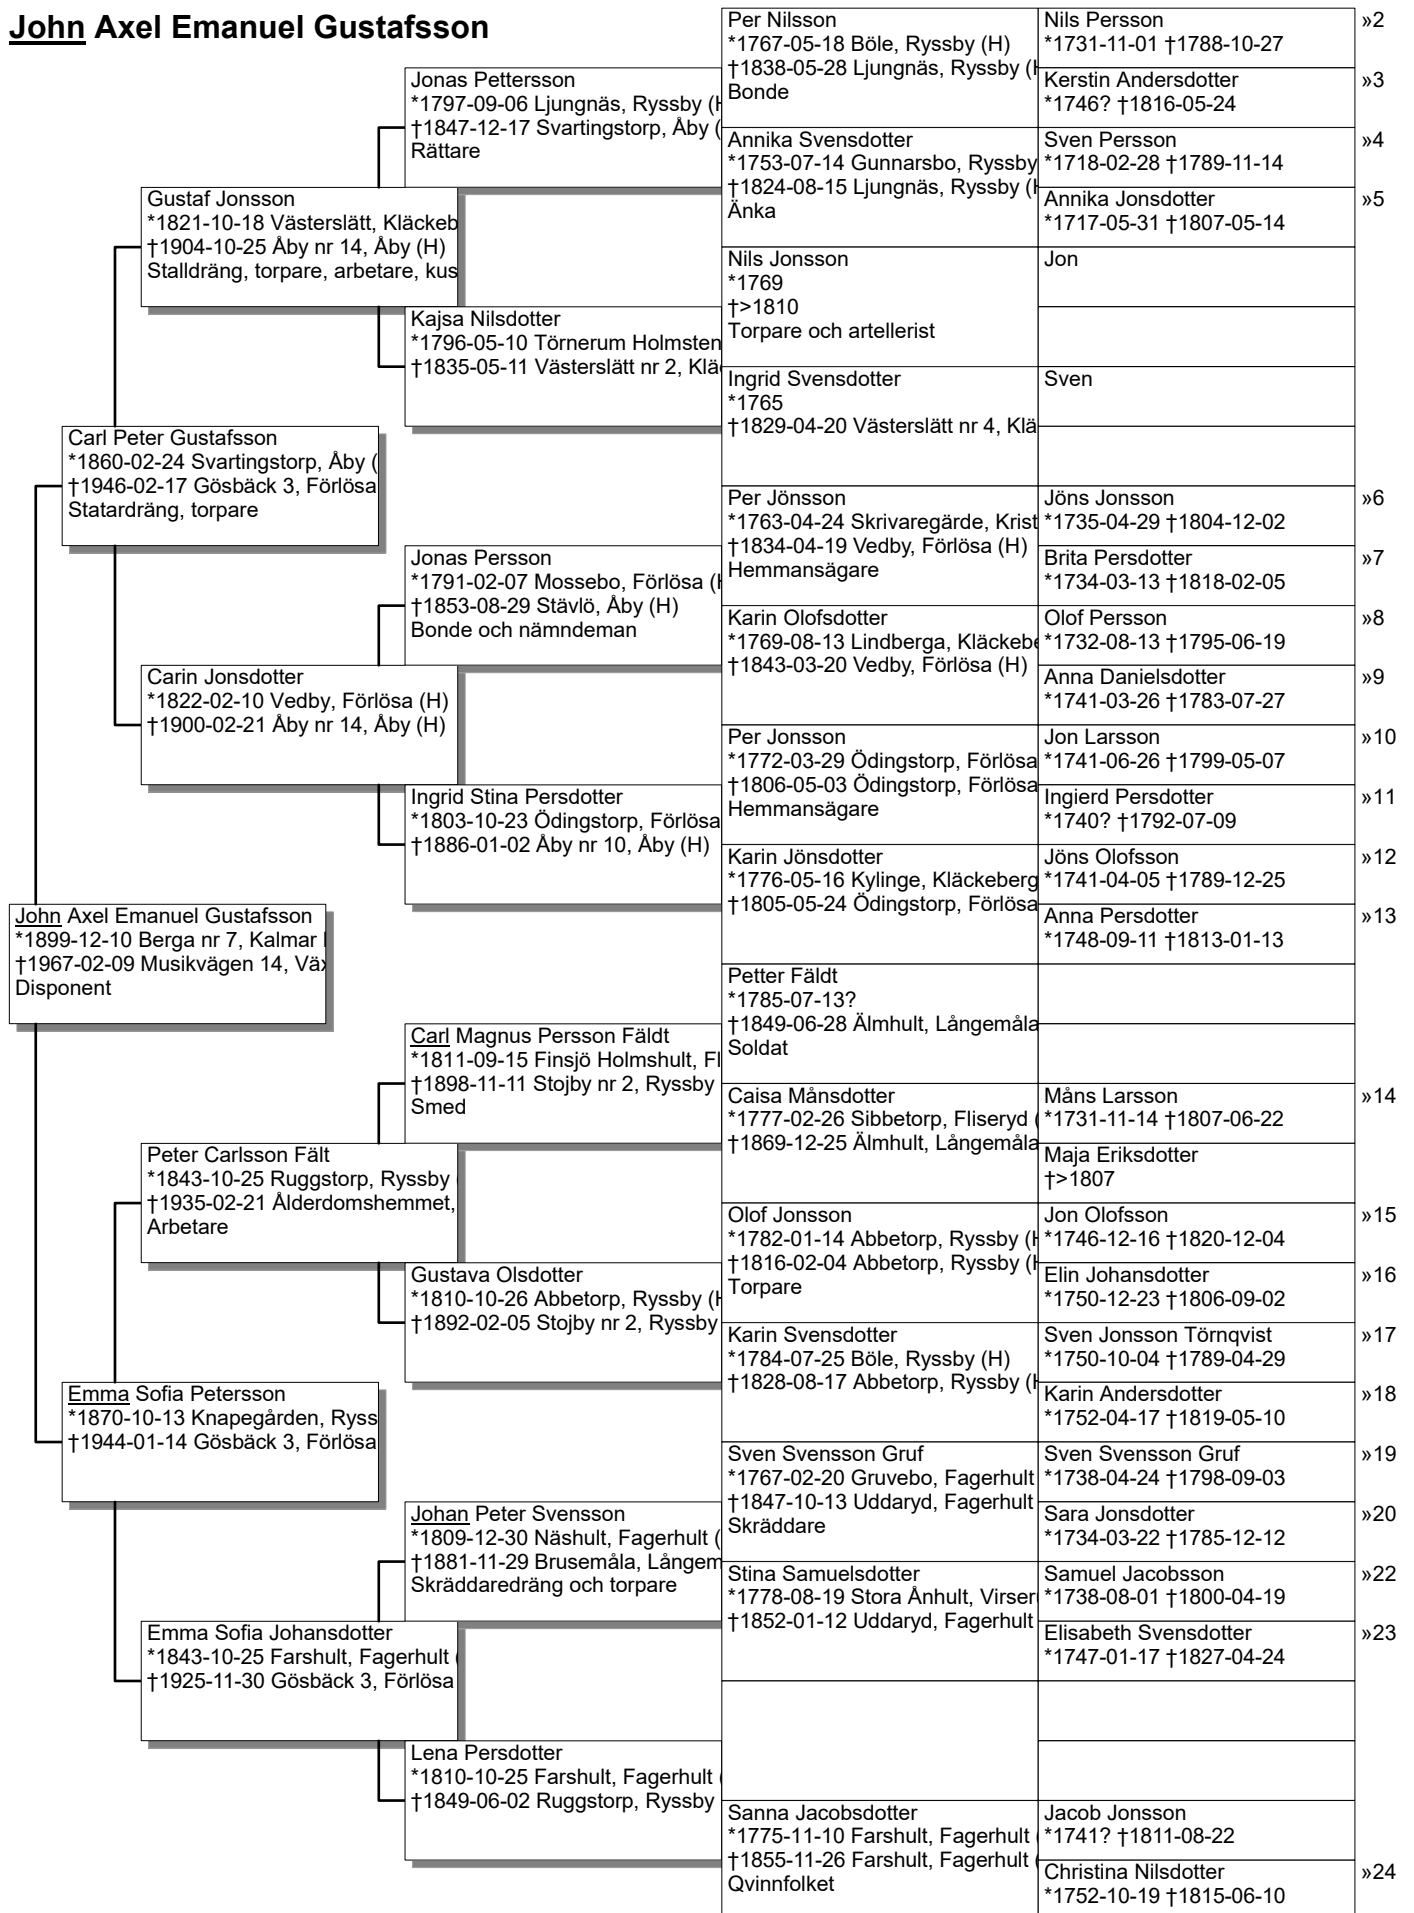 John Axel Emanuel Gustafsson
John Axel Emanuel Gustafsson
*1899-12-10 Berga nr 7, Kalmar
†1967-02-09 Musikvägen 14, Väx
Disponent
Carl Peter Gustafsson
*1860-02-24 Svartingstorp, Åby (
†1946-02-17 Gösbäck 3, Förlösa
Statardräng, torpare
Emma Sofia Petersson
*1870-10-13 Knapegården, Ryss
†1944-01-14 Gösbäck 3, Förlösa
Gustaf Jonsson
*1821-10-18 Västerslätt, Kläckeb
†1904-10-25 Åby nr 14, Åby (H)
Stalldräng, torpare, arbetare, kus
Carin Jonsdotter
*1822-02-10 Vedby, Förlösa (H)
†1900-02-21 Åby nr 14, Åby (H)
Peter Carlsson Fält
*1843-10-25 Ruggstorp, Ryssby
†1935-02-21 Ålderdomshemmet,
Arbetare
Emma Sofia Johansdotter
*1843-10-25 Farshult, Fagerhult (
†1925-11-30 Gösbäck 3, Förlösa
Jonas Pettersson
*1797-09-06 Ljungnäs, Ryssby (H
†1847-12-17 Svartingstorp, Åby (
Rättare
Kajsa Nilsdotter
*1796-05-10 Törnerum Holmsten
†1835-05-11 Västerslätt nr 2, Klä
Jonas Persson
*1791-02-07 Mossebo, Förlösa (H
†1853-08-29 Stävlö, Åby (H)
Bonde och nämndeman
Ingrid Stina Persdotter
*1803-10-23 Ödingstorp, Förlösa
†1886-01-02 Åby nr 10, Åby (H)
Carl Magnus Persson Fäldt
*1811-09-15 Finsjö Holmshult, Fl
†1898-11-11 Stojby nr 2, Ryssby
Smed
Gustava Olsdotter
*1810-10-26 Abbetorp, Ryssby (H
†1892-02-05 Stojby nr 2, Ryssby
Johan Peter Svensson
*1809-12-30 Näshult, Fagerhult (
†1881-11-29 Brusemåla, Långem
Skräddaredräng och torpare
Lena Persdotter
*1810-10-25 Farshult, Fagerhult (
†1849-06-02 Ruggstorp, Ryssby
Per Nilsson
*1767-05-18 Böle, Ryssby (H)
†1838-05-28 Ljungnäs, Ryssby (H
Bonde
Annika Svensdotter
*1753-07-14 Gunnarsbo, Ryssby
†1824-08-15 Ljungnäs, Ryssby (H
Änka
Nils Jonsson
*1769
†>1810
Torpare och artellerist
Ingrid Svensdotter
*1765
†1829-04-20 Västerslätt nr 4, Klä
Per Jönsson
*1763-04-24 Skrivaregärde, Krist
†1834-04-19 Vedby, Förlösa (H)
Hemmansägare
Karin Olofsdotter
*1769-08-13 Lindberga, Kläckebe
†1843-03-20 Vedby, Förlösa (H)
Per Jonsson
*1772-03-29 Ödingstorp, Förlösa
†1806-05-03 Ödingstorp, Förlösa
Hemmansägare
Karin Jönsdotter
*1776-05-16 Kylinge, Kläckeberg
†1805-05-24 Ödingstorp, Förlösa
Petter Fäldt
*1785-07-13?
†1849-06-28 Älmhult, Långemåla
Soldat
Caisa Månsdotter
*1777-02-26 Sibbetorp, Fliseryd (
†1869-12-25 Älmhult, Långemåla
Olof Jonsson
*1782-01-14 Abbetorp, Ryssby (H
†1816-02-04 Abbetorp, Ryssby (H
Torpare
Karin Svensdotter
*1784-07-25 Böle, Ryssby (H)
†1828-08-17 Abbetorp, Ryssby (H
Sven Svensson Gruf
*1767-02-20 Gruvebo, Fagerhult
†1847-10-13 Uddaryd, Fagerhult
Skräddare
Stina Samuelsdotter
*1778-08-19 Stora Ånhult, Virser
†1852-01-12 Uddaryd, Fagerhult
Sanna Jacobsdotter
*1775-11-10 Farshult, Fagerhult (
†1855-11-26 Farshult, Fagerhult (
Qvinnfolket
Nils Persson »2
*1731-11-01 †1788-10-27
Kerstin Andersdotter »3
*1746? †1816-05-24
Sven Persson »4
*1718-02-28 †1789-11-14
Annika Jonsdotter »5
*1717-05-31 †1807-05-14
Jon
Sven
Jöns Jonsson »6
*1735-04-29 †1804-12-02
Brita Persdotter »7
*1734-03-13 †1818-02-05
Olof Persson »8
*1732-08-13 †1795-06-19
Anna Danielsdotter »9
*1741-03-26 †1783-07-27
Jon Larsson »10
*1741-06-26 †1799-05-07
Ingierd Persdotter »11
*1740? †1792-07-09
Jöns Olofsson »12
*1741-04-05 †1789-12-25
Anna Persdotter »13
*1748-09-11 †1813-01-13
Måns Larsson »14
*1731-11-14 †1807-06-22
Maja Eriksdotter
†>1807
Jon Olofsson »15
*1746-12-16 †1820-12-04
Elin Johansdotter »16
*1750-12-23 †1806-09-02
Sven Jonsson Törnqvist »17
*1750-10-04 †1789-04-29
Karin Andersdotter »18
*1752-04-17 †1819-05-10
Sven Svensson Gruf »19
*1738-04-24 †1798-09-03
Sara Jonsdotter »20
*1734-03-22 †1785-12-12
Samuel Jacobsson »22
*1738-08-01 †1800-04-19
Elisabeth Svensdotter »23
*1747-01-17 †1827-04-24
Jacob Jonsson
*1741? †1811-08-22
Christina Nilsdotter »24
*1752-10-19 †1815-06-10